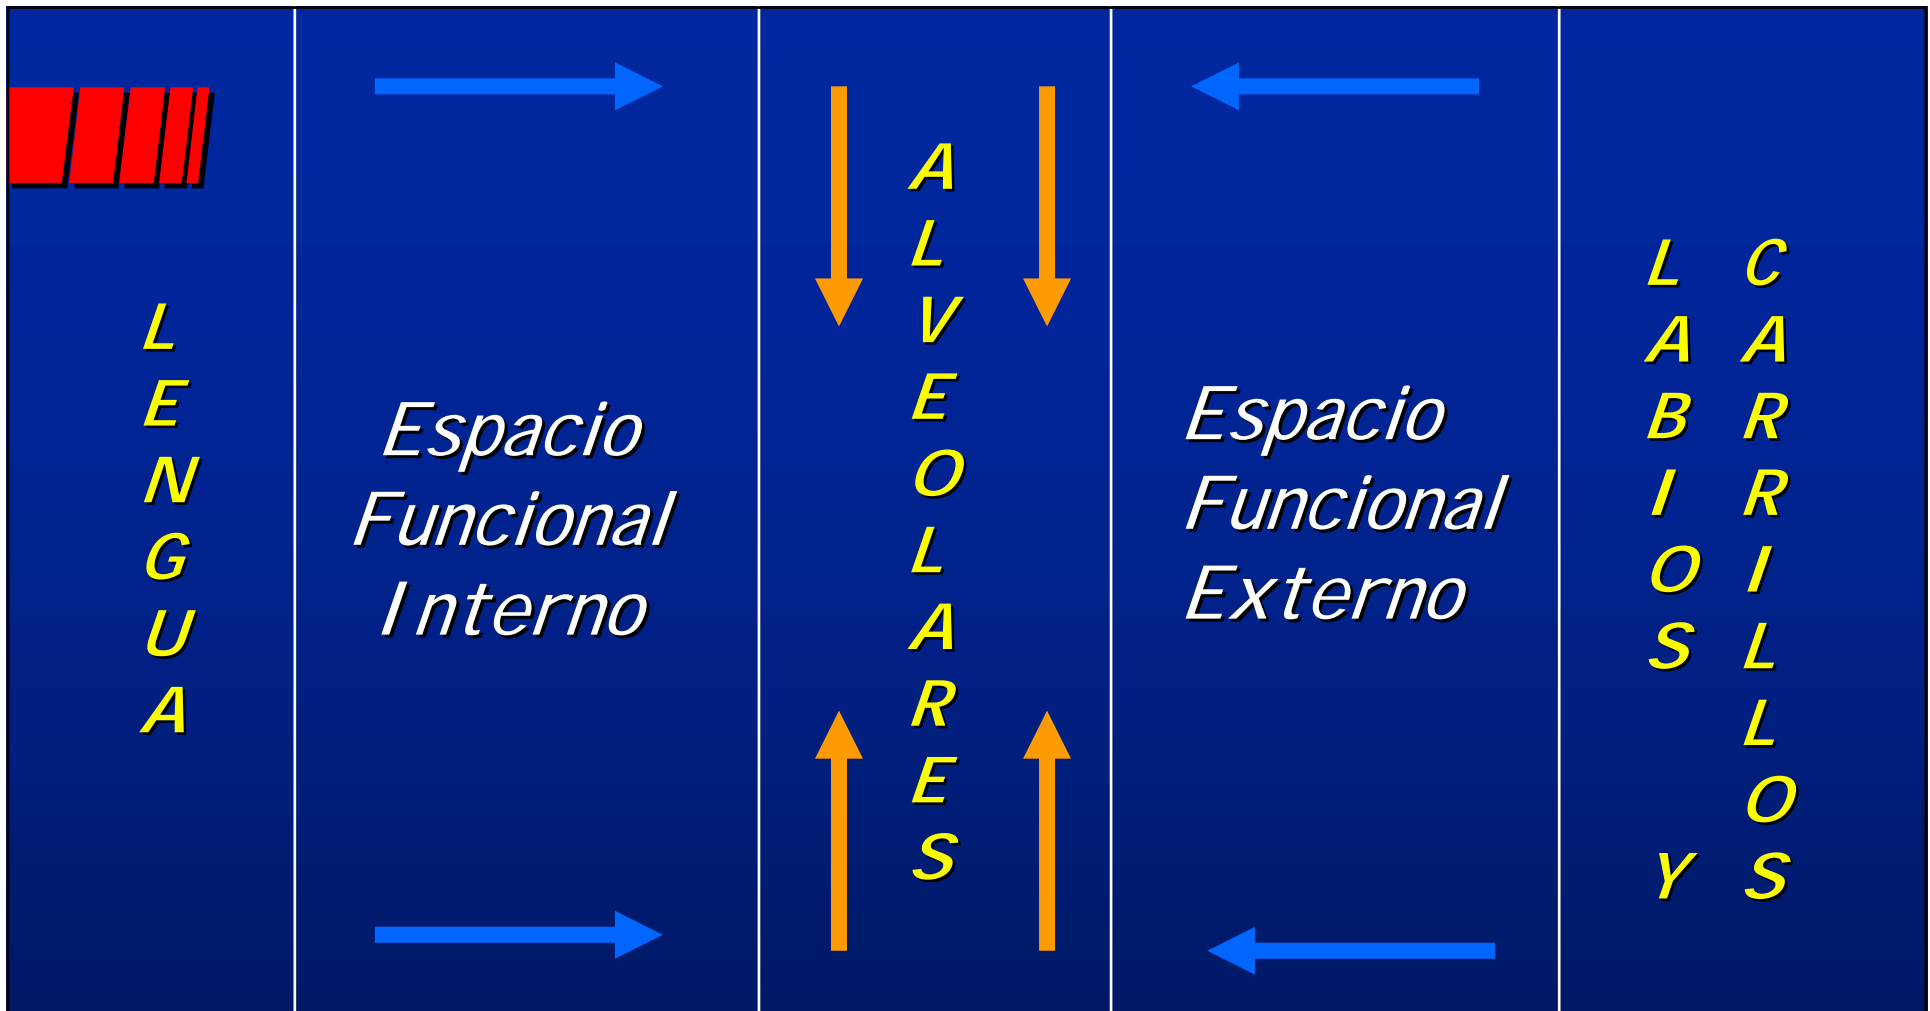 LENGUA
Espacio
Funcional
Interno
ALVEOLARES
Espacio
Funcional
Externo
LABIOS Y
CARRILLOS